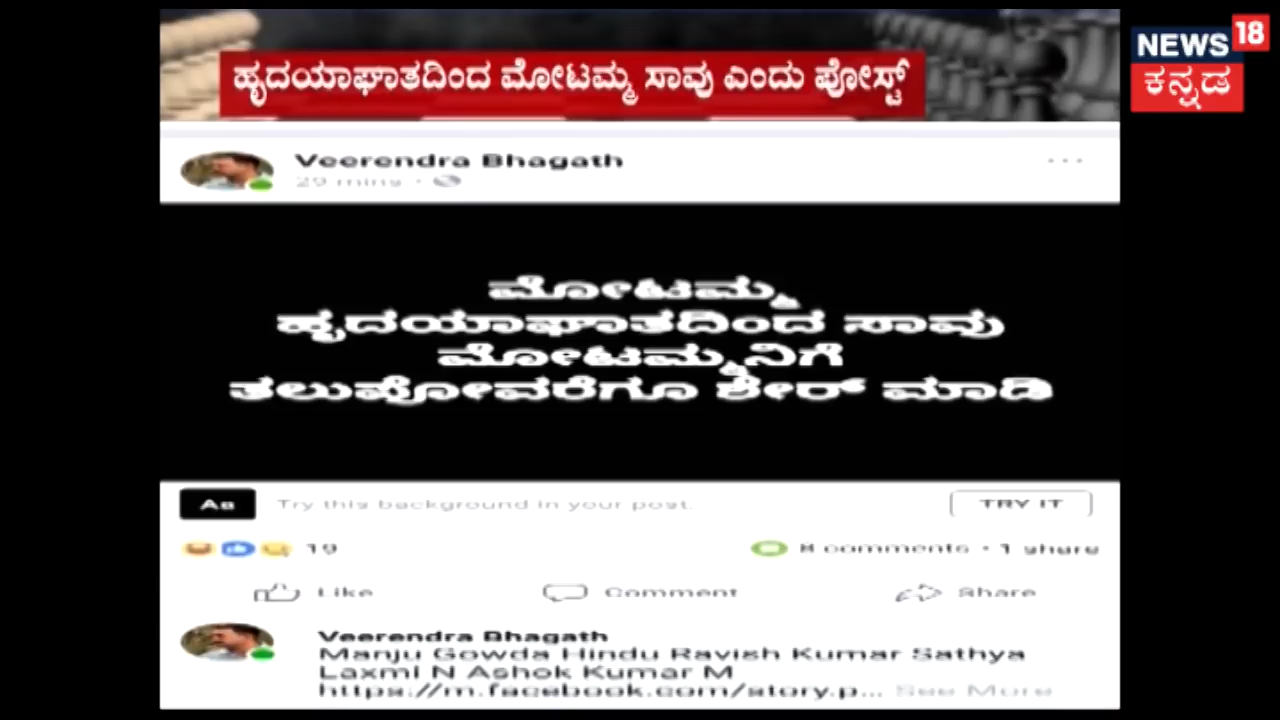 NEWS 18
ಕನ್ನಡ
ಹೃದಯಾಘಾತದಿಂದ ಮೋಟಮ್ಮ ಸಾವು ಎಂದು ಪೋಸ್ಟ್
Veerendra Bhagath
29 mins ·
ಮೋಟಮ್ಮ
ಹೃದಯಾಘಾತದಿಂದ ಸಾವು
ಮೋಟಮ್ಮನಿಗೆ
ತಲುಪೋವರೆಗೂ ಶೇರ್ ಮಾಡಿ
Aa Try this background in your post. TRY IT
19 8 comments · 1 share
Like Comment Share
Veerendra Bhagath
Manju Gowda Hindu Ravish Kumar Sathya
Laxmi N Ashok Kumar M
https://m.facebook.com/story.p... See More